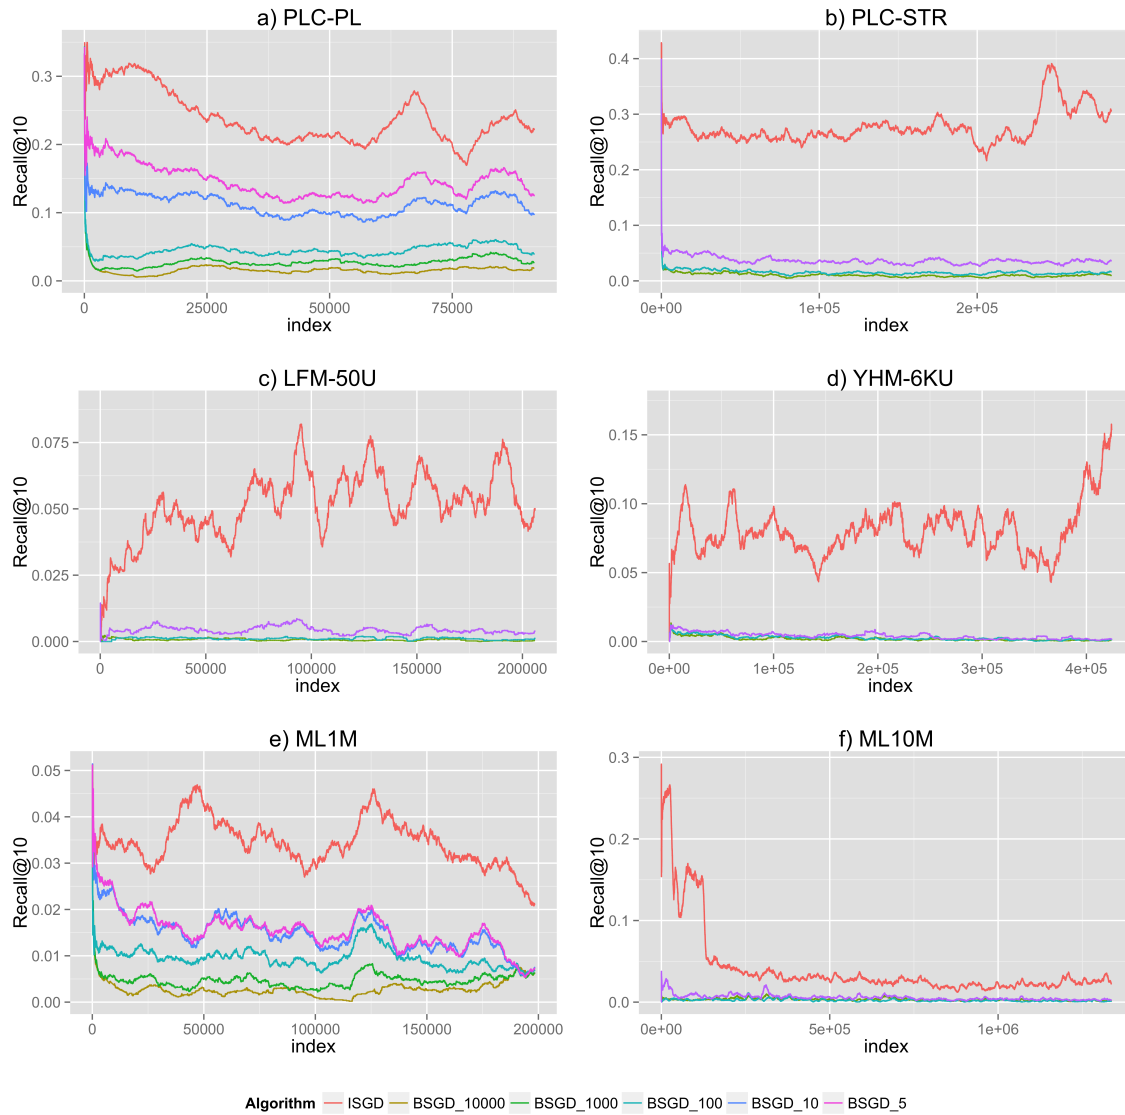 a) PLC-PL
Recall@10
0.3
0.2
0.1
0.0
0 25000 50000 75000
index
b) PLC-STR
Recall@10
0.4
0.3
0.2
0.1
0.0
0e+00 1e+05 2e+05
index
c) LFM-50U
Recall@10
0.075
0.050
0.025
0.000
0 50000 100000 150000 200000
index
d) YHM-6KU
Recall@10
0.15
0.10
0.05
0.00
0e+00 1e+05 2e+05 3e+05 4e+05
index
e) ML1M
Recall@10
0.05
0.04
0.03
0.02
0.01
0.00
0 50000 100000 150000 200000
index
f) ML10M
Recall@10
0.3
0.2
0.1
0.0
0e+00 5e+05 1e+06
index
Algorithm ISGD BSGD_10000 BSGD_1000 BSGD_100 BSGD_10 BSGD_5